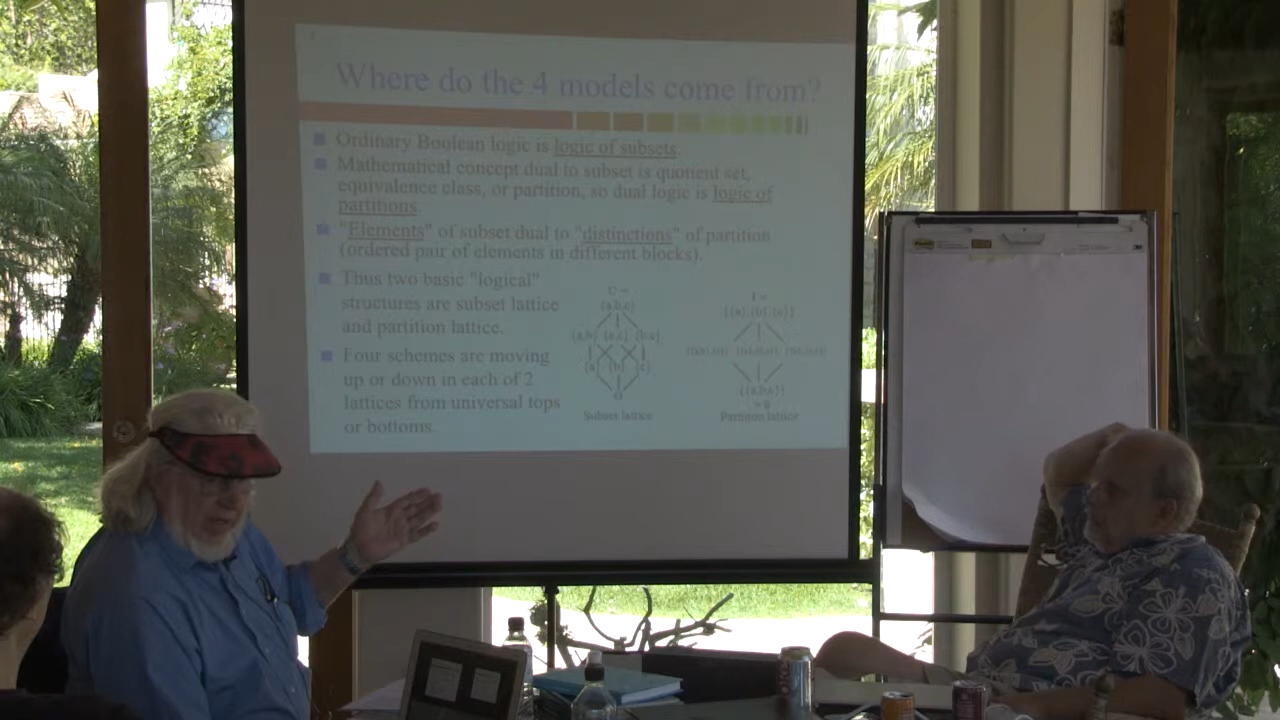 Where do the 4 models come from?
Ordinary Boolean logic is logic of subsets.
Mathematical concept dual to subset is quotient set,
equivalence class, or partition, so dual logic is logic of
partitions.
"Elements" of subset dual to "distinctions" of partition
(ordered pair of elements in different blocks).
Thus two basic "logical"
structures are subset lattice
and partition lattice.
Four schemes are moving
up or down in each of 2
lattices from universal tops
or bottoms.
U =
{a,b,c}
{a,b} {a,c} {b,c}
{a} {b} {c}
Subset lattice
1 =
{{a},{b},{c}}
{{a,b,c}}
Partition lattice